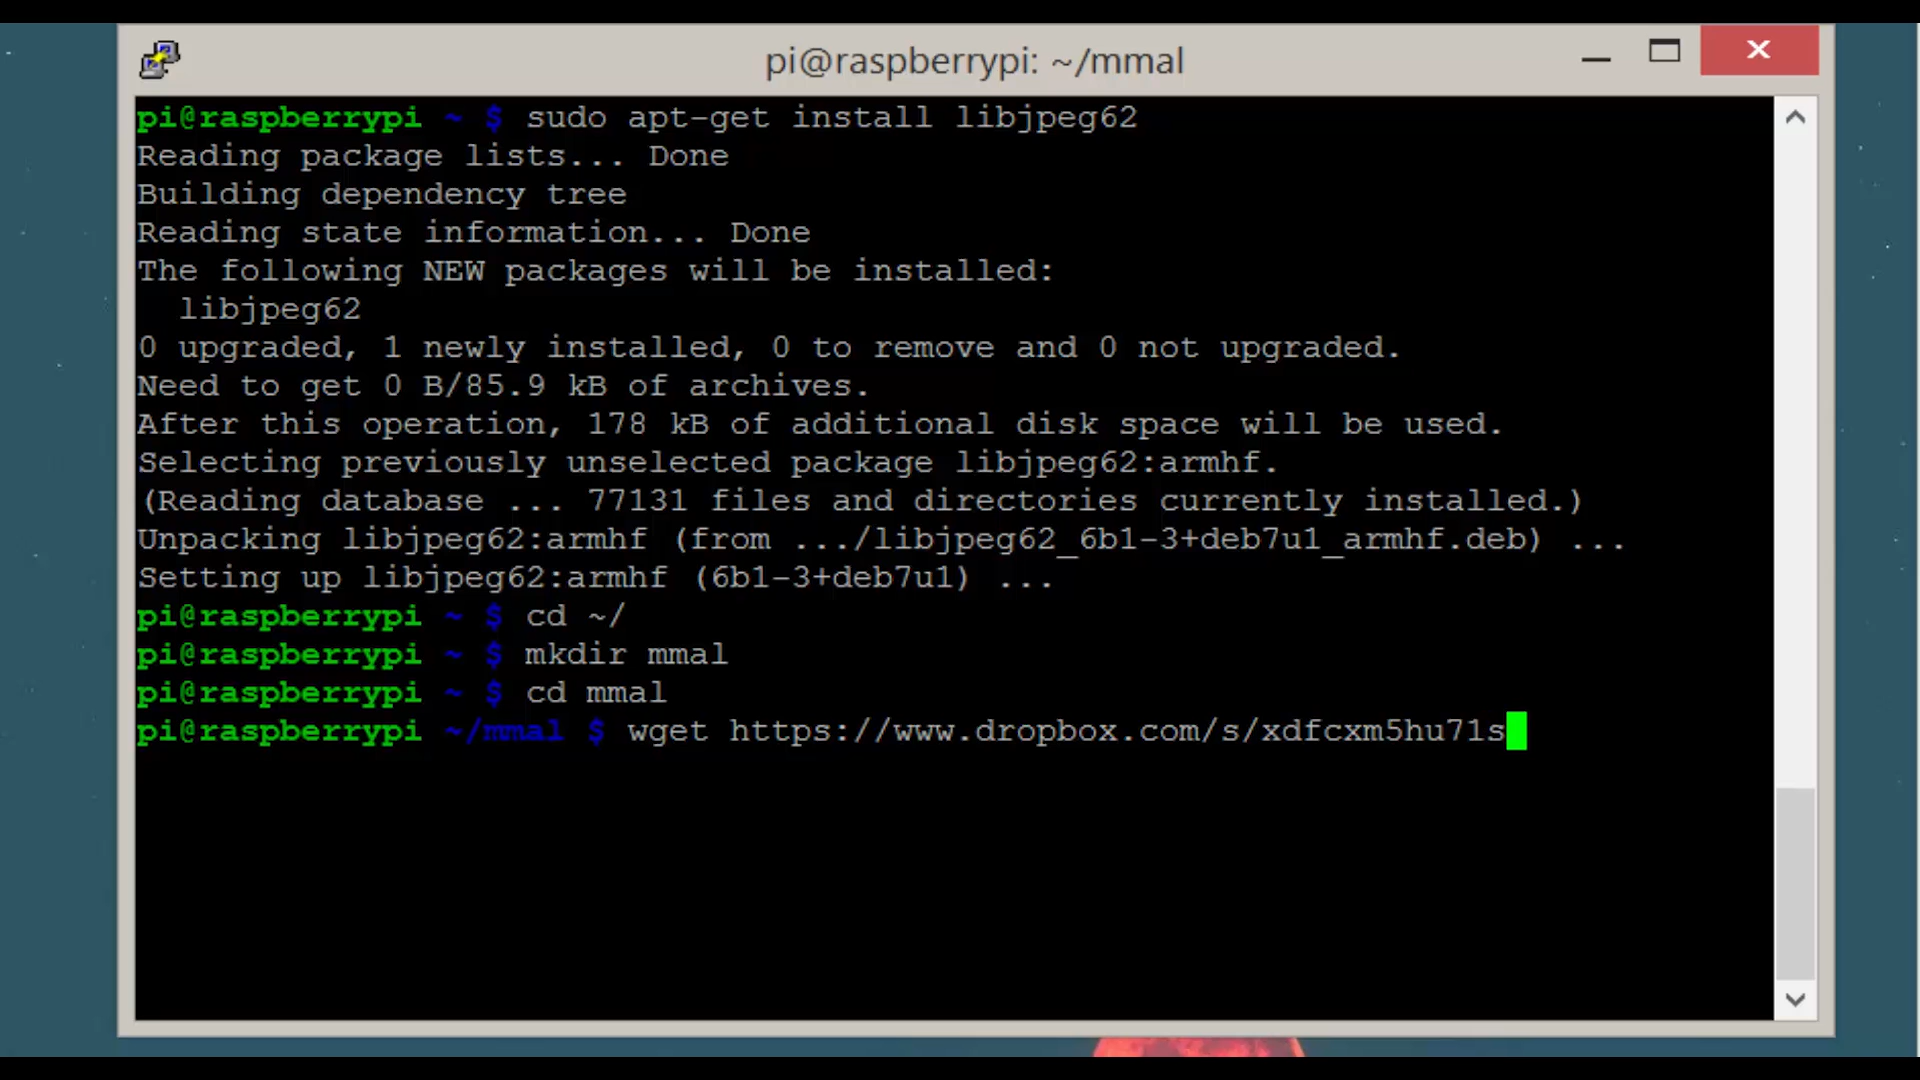 pi@raspberrypi: ~/mmal
pi@raspberrypi ~ $ sudo apt-get install libjpeg62
Reading package lists... Done
Building dependency tree
Reading state information... Done
The following NEW packages will be installed:
  libjpeg62
0 upgraded, 1 newly installed, 0 to remove and 0 not upgraded.
Need to get 0 B/85.9 kB of archives.
After this operation, 178 kB of additional disk space will be used.
Selecting previously unselected package libjpeg62:armhf.
(Reading database ... 77131 files and directories currently installed.)
Unpacking libjpeg62:armhf (from .../libjpeg62_6b1-3+deb7u1_armhf.deb) ...
Setting up libjpeg62:armhf (6b1-3+deb7u1) ...
pi@raspberrypi ~ $ cd ~/
pi@raspberrypi ~ $ mkdir mmal
pi@raspberrypi ~ $ cd mmal
pi@raspberrypi ~/mmal $ wget https://www.dropbox.com/s/xdfcxm5hu71s